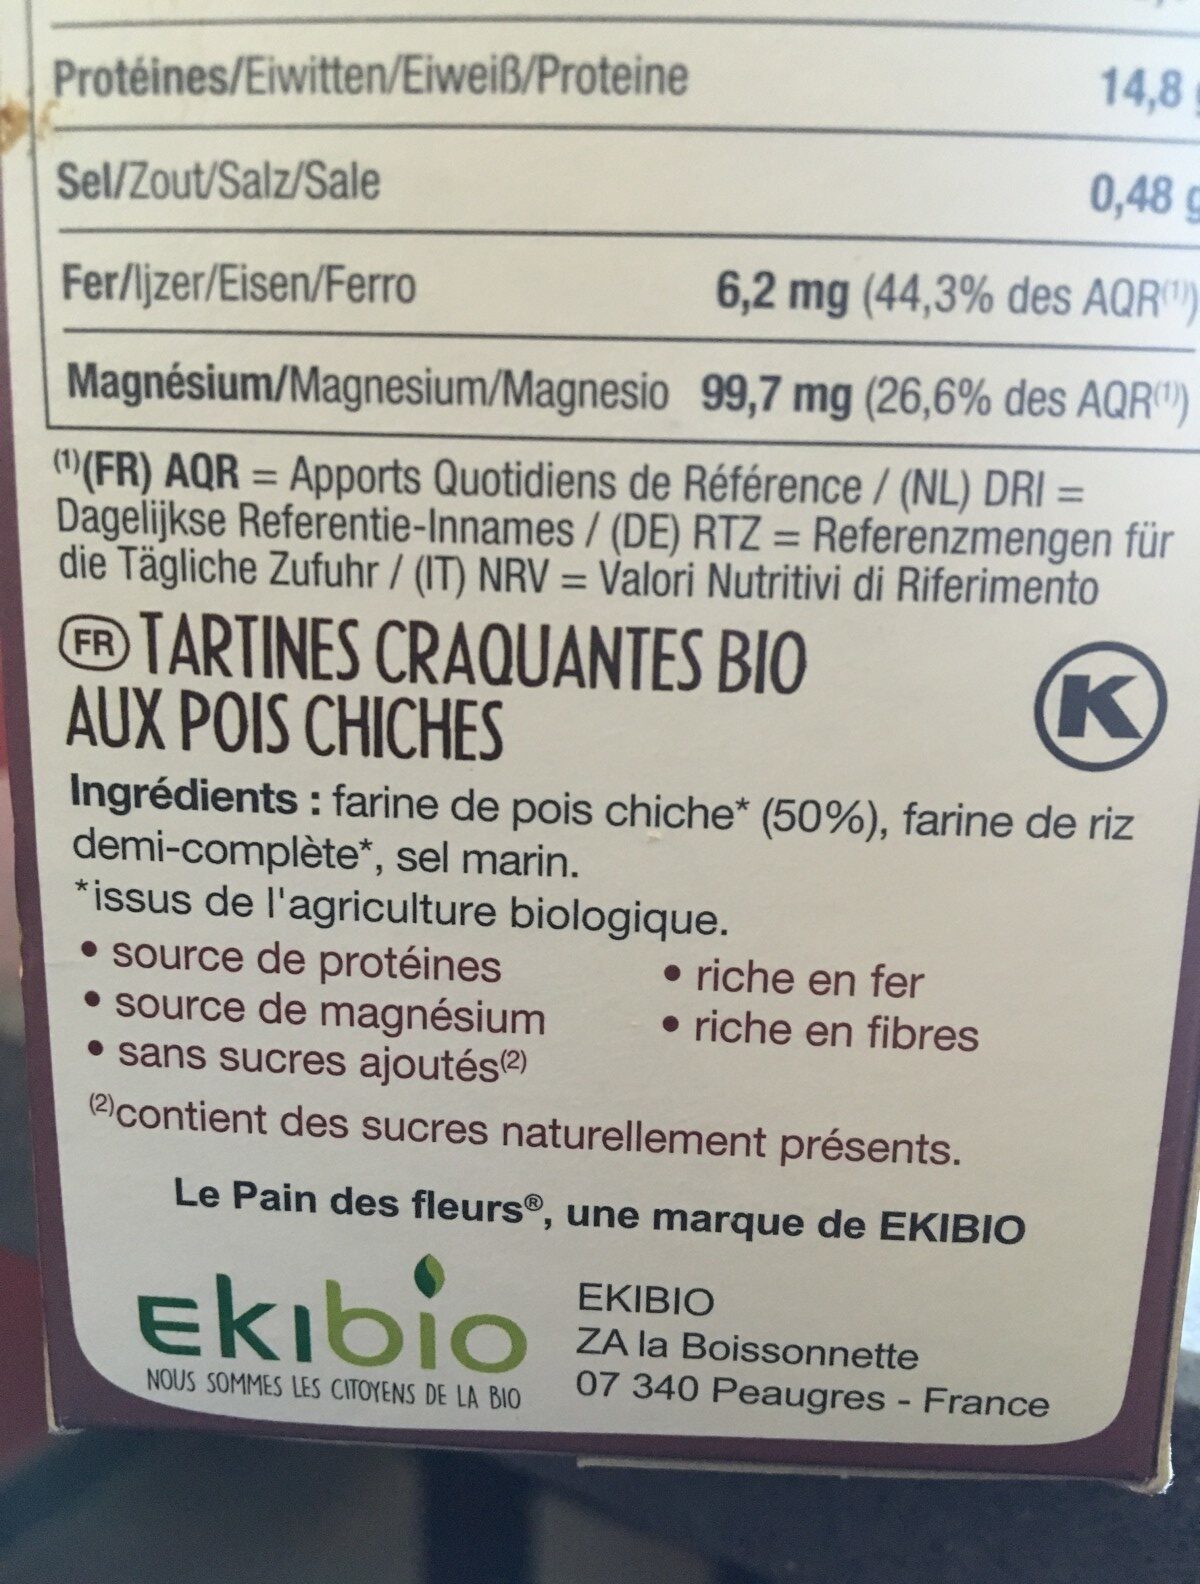 Protéines/Eiwitten/Eiweiß/Proteine 14,8
Sel/Zout/Salz/Sale 0,48 g
Fer/Ijzer/Eisen/Ferro 6,2 mg (44,3% des AQR(1))
Magnésium/Magnesium/Magnesio 99,7 mg (26,6% des AQR(1))
(1)(FR) AQR = Apports Quotidiens de Référence / (NL) DRI =
Dagelijkse Referentie-Innames / (DE) RTZ = Referenzmengen für
die Tägliche Zufuhr / (IT) NRV = Valori Nutritivi di Riferimento
FR TARTINES CRAQUANTES BIO
AUX POIS CHICHES
K
Ingrédients : farine de pois chiche* (50%), farine de riz
demi-complète*, sel marin.
*issus de l'agriculture biologique.
• source de protéines • riche en fer
• source de magnésium • riche en fibres
• sans sucres ajoutés(2)
(2)contient des sucres naturellement présents.
Le Pain des fleurs®, une marque de EKIBIO
ekibio
NOUS SOMMES LES CITOYENS DE LA BIO
EKIBIO
ZA la Boissonnette
07 340 Peaugres - France